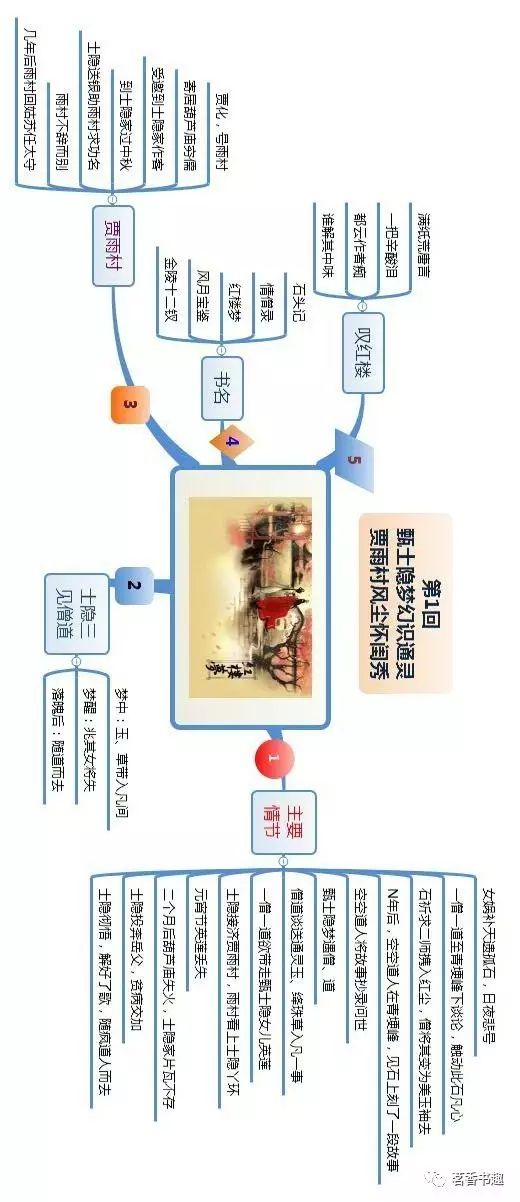 第1回
甄士隐梦幻识通灵
贾雨村风尘怀闺秀
1
主要
情节
女娲补天遗孤石，日夜悲号
一僧一道至青埂峰下谈论，触动此石凡心
石祈求二师携入红尘，僧将其变为美玉袖去
N年后，空空道人在青埂峰，见石上刻了一段故事
空空道人将故事抄录问世
甄士隐梦遇僧、道
僧道谈送通灵玉、绛珠草入凡一事
一僧一道欲带走甄士隐女儿英莲
士隐接济贾雨村，雨村看上士隐丫环
元宵节英莲丢失
二个月后葫芦庙失火，士隐家片瓦不存
士隐投奔岳父，贫病交加
士隐彻悟，解好了歌，随疯道人而去
2
士隐三
见僧道
梦中：玉、草带入凡间
梦醒：兆其女将失
落魄后：随道而去
3
贾雨村
贾化，号雨村
寄居葫芦庙穷儒
受邀到士隐家作客
到士隐家过中秋
士隐送银助雨村求功名
雨村不辞而别
几年后雨村回姑苏任太守
4
书名
石头记
情僧录
红楼梦
风月宝鉴
金陵十二钗
5
叹红楼
满纸荒唐言
一把辛酸泪
都云作者痴
谁解其中味
红楼夢
茗香书趣